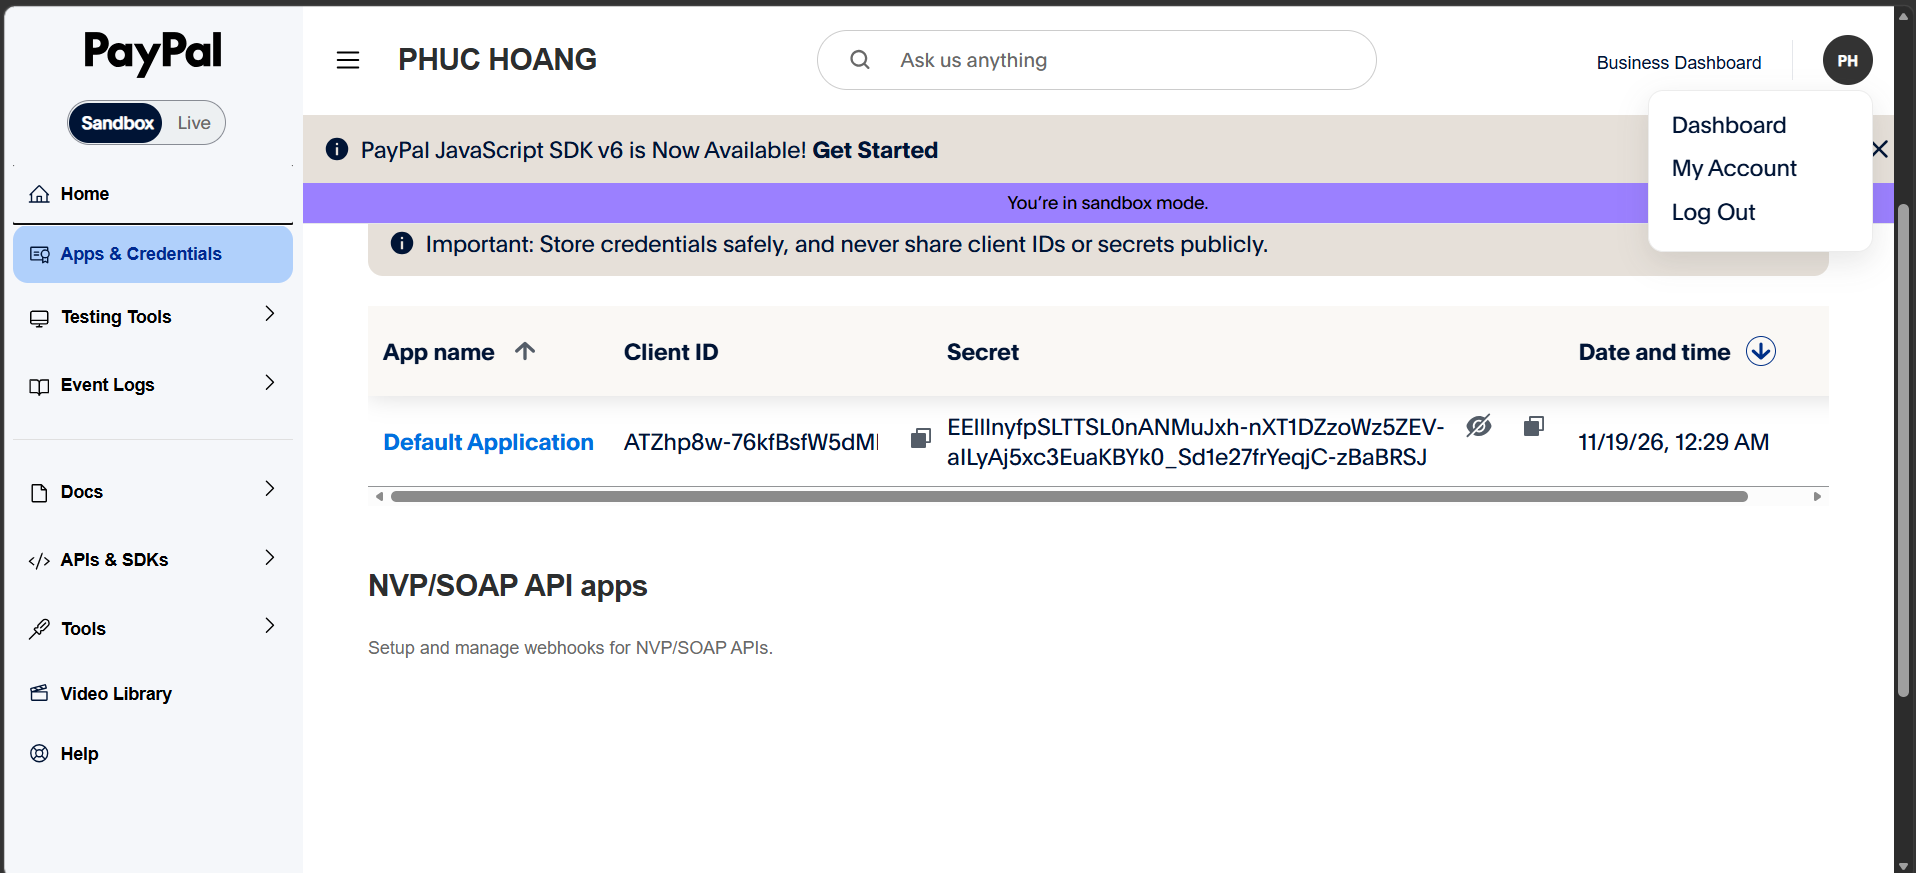 PayPal
Sandbox Live
Home
Apps & Credentials
Testing Tools
Event Logs
Docs
APIs & SDKs
Tools
Video Library
Help
PHUC HOANG
Ask us anything
Business Dashboard
PH
Dashboard
My Account
Log Out
PayPal JavaScript SDK v6 is Now Available! Get Started
You're in sandbox mode.
Important: Store credentials safely, and never share client IDs or secrets publicly.
App name Client ID Secret Date and time
Default Application ATZhp8w-76kfBsfW5dM
EEIlInyfpSLTTSL0nANMuJxh-nXT1DZzoWz5ZEV-
aILyAj5xc3EuaKBYk0_Sd1e27frYeqjC-zBaBRSJ
11/19/26, 12:29 AM
NVP/SOAP API apps
Setup and manage webhooks for NVP/SOAP APIs.